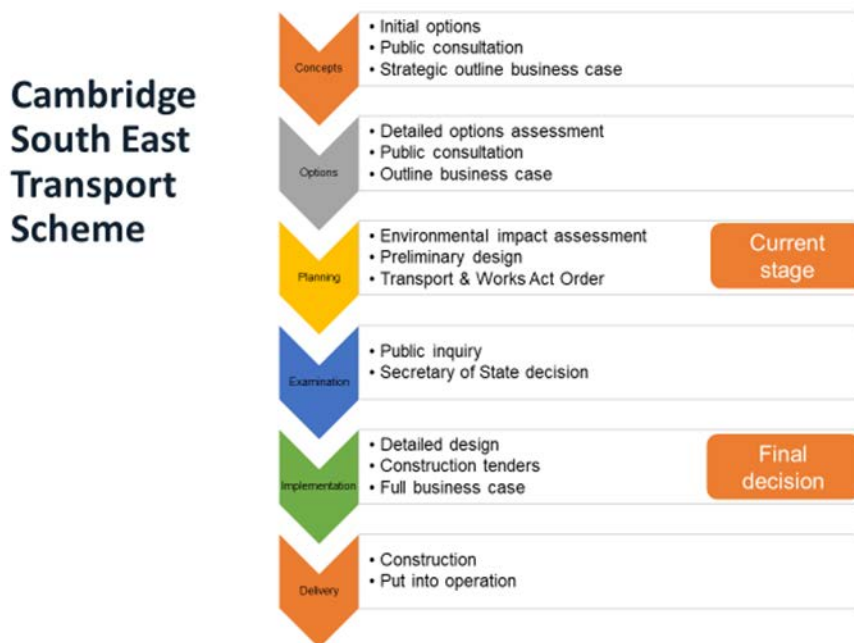 Cambridge
South East
Transport
Scheme
Concepts
• Initial options
• Public consultation
• Strategic outline business case
Options
• Detailed options assessment
• Public consultation
• Outline business case
Planning
• Environmental impact assessment
• Preliminary design
• Transport & Works Act Order
Current
stage
Examination
• Public inquiry
• Secretary of State decision
Implementation
• Detailed design
• Construction tenders
• Full business case
Final
decision
Delivery
• Construction
• Put into operation